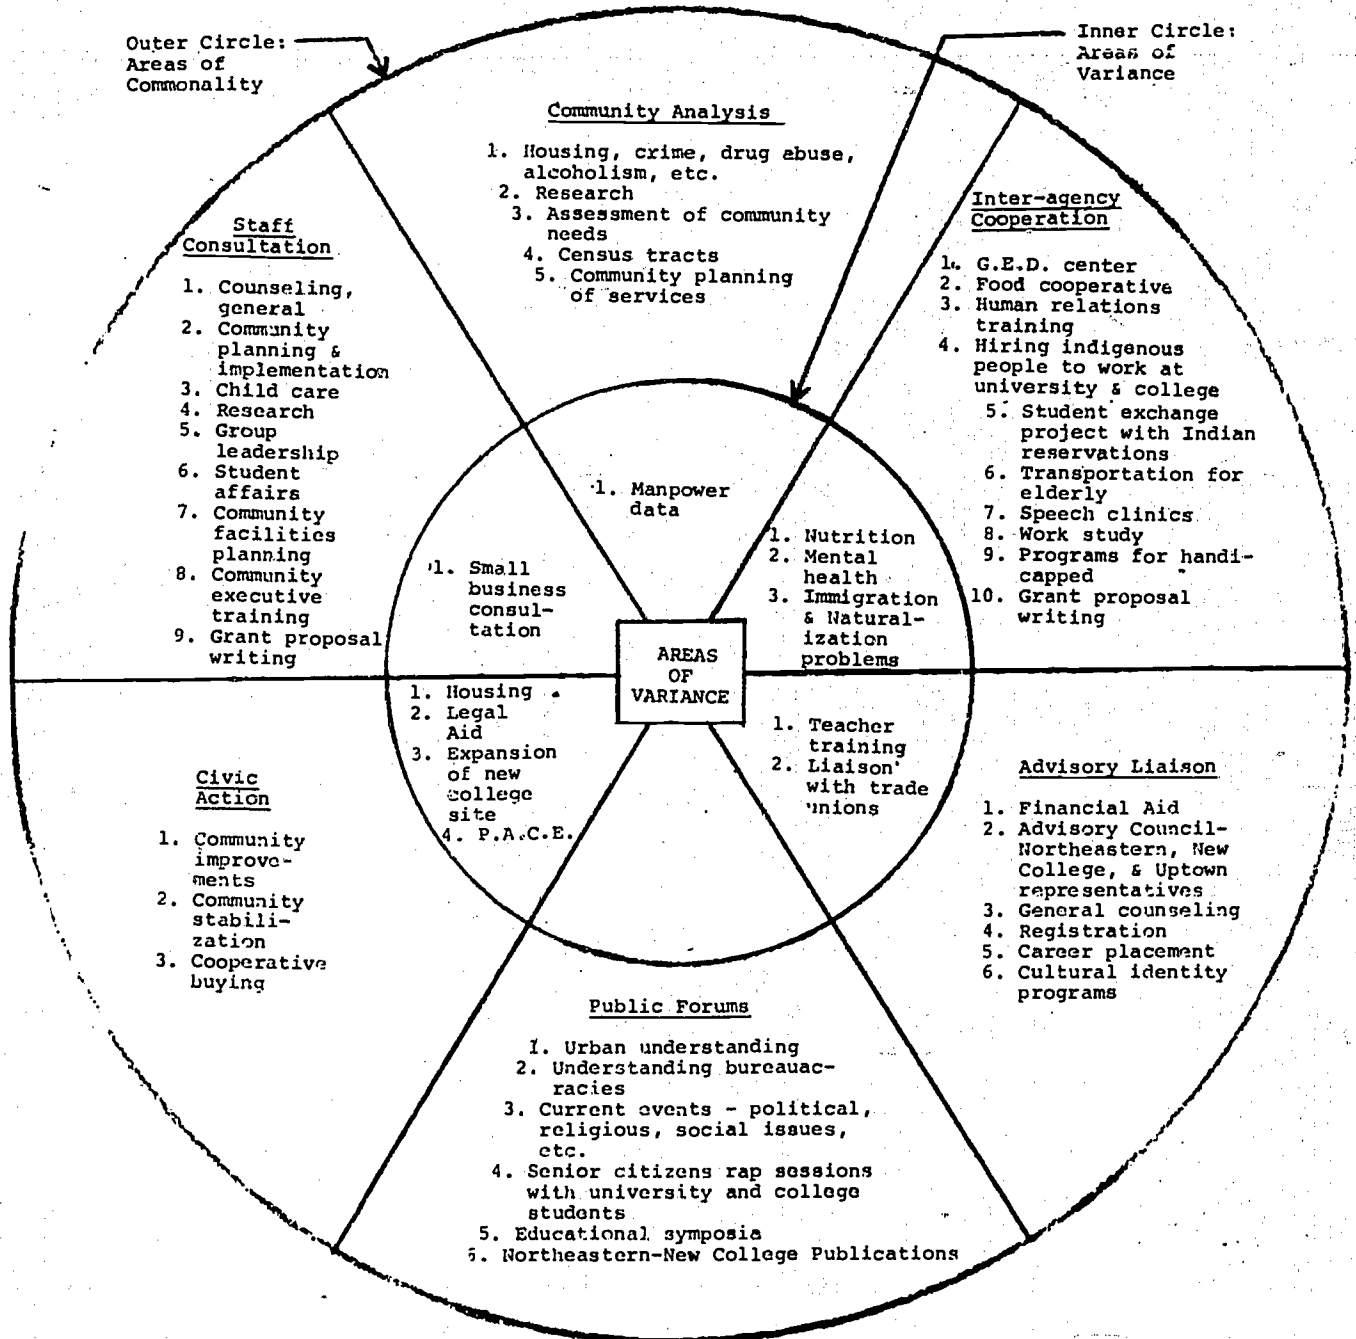 Outer Circle:
Areas of
Commonality
Inner Circle:
Areas of
Variance
Community Analysis
1. Housing, crime, drug abuse,
alcoholism, etc.
2. Research
3. Assessment of community
needs
4. Census tracts
5. Community planning
of services
Staff
Consultation
1. Counseling,
general
2. Community
planning &
implementation
3. Child care
4. Research
5. Group
leadership
6. Student
affairs
7. Community
facilities
planning
8. Community
executive
training
9. Grant proposal
writing
Inter-agency
Cooperation
1. G.E.D. center
2. Food cooperative
3. Human relations
training
4. Hiring indigenous
people to work at
university & college
5. Student exchange
project with Indian
reservations
6. Transportation for
elderly
7. Speech clinics
8. Work study
9. Programs for handi-
capped
10. Grant proposal
writing
1. Manpower
data
1. Small
business
consul-
tation
1. Nutrition
2. Mental
health
3. Immigration
& Natural-
ization
problems
AREAS
OF
VARIANCE
1. Housing
2. Legal
Aid
3. Expansion
of new
college
site
4. P.A.C.E.
1. Teacher
training
2. Liaison
with trade
unions
Civic
Action
1. Community
improve-
ments
2. Community
stabili-
zation
3. Cooperative
buying
Advisory Liaison
1. Financial Aid
2. Advisory Council-
Northeastern, New
College, & Uptown
representatives
3. General counseling
4. Registration
5. Career placement
6. Cultural identity
programs
Public Forums
1. Urban understanding
2. Understanding bureauac-
racies
3. Current events - political,
religious, social issues,
etc.
4. Senior citizens rap sessions
with university and college
students
5. Educational symposia
6. Northeastern-New College Publications